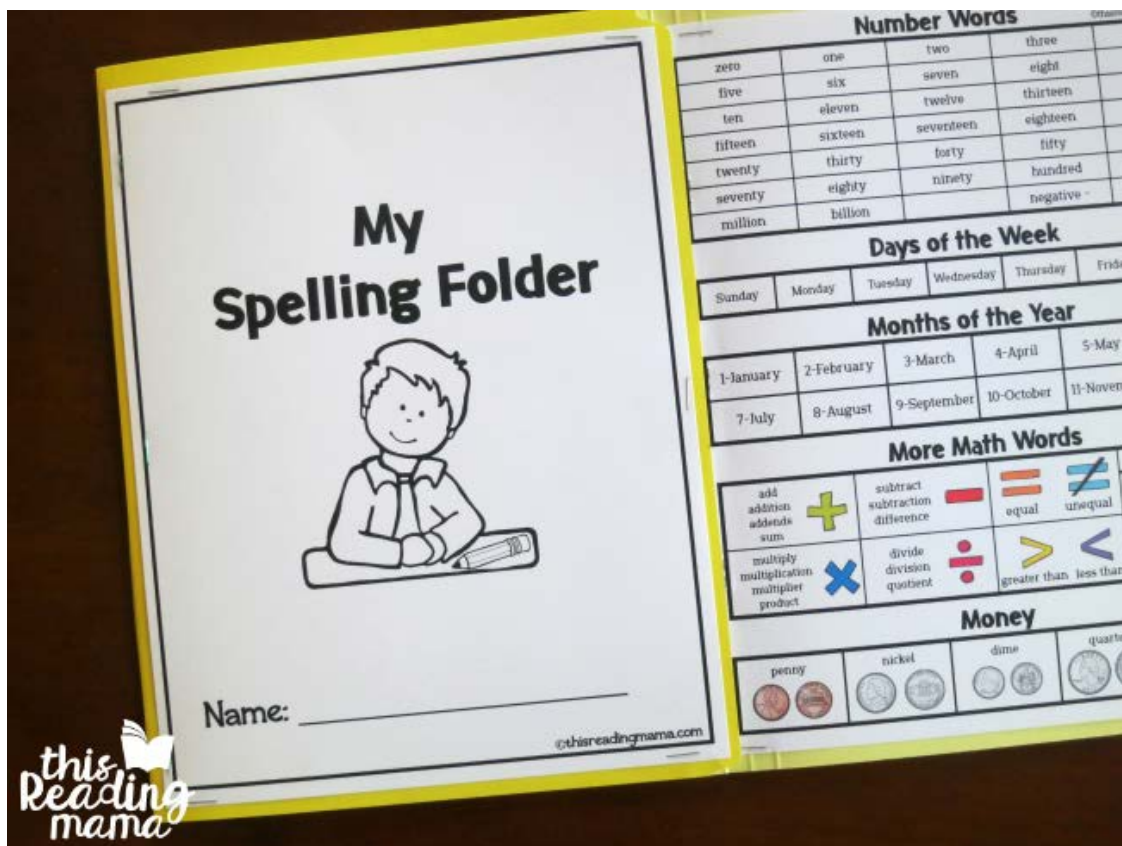 My
Spelling Folder
Name:
©thisreadingmama.com
this
Reading
mama
Number Words
zero one two three
five six seven eight
ten eleven twelve thirteen
fifteen sixteen seventeen eighteen
twenty thirty forty fifty
seventy eighty ninety hundred
million billion negative -
Days of the Week
Sunday Monday Tuesday Wednesday Thursday Frid
Months of the Year
1-January 2-February 3-March 4-April 5-May
7-July 8-August 9-September 10-October 11-Novem
More Math Words
add
addition
addends
sum
+
subtract
subtraction
difference
−
=
equal
≠
unequal
multiply
multiplication
multiplier
product
×
divide
division
quotient
÷
> <
greater than less than
Money
penny nickel dime quart